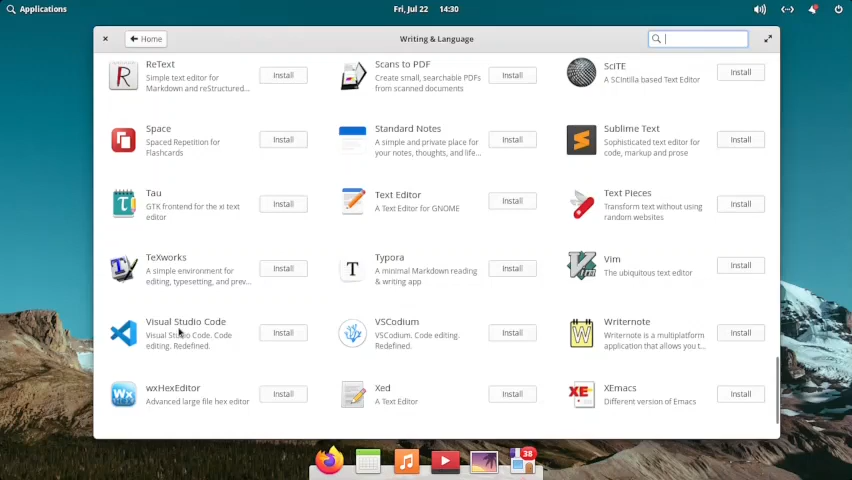 Applications
Fri, Jul 22 14:30
Home
Writing & Language
ReText
Simple text editor for
Markdown and reStructured...
Install
Scans to PDF
Create small, searchable PDFs
from scanned documents
Install
SciTE
A SCintilla based Text Editor
Install
Space
Spaced Repetition for
Flashcards
Install
Standard Notes
A simple and private place for
your notes, thoughts, and life...
Install
Sublime Text
Sophisticated text editor for
code, markup and prose
Install
Tau
GTK frontend for the xi text
editor
Install
Text Editor
A Text Editor for GNOME
Install
Text Pieces
Transform text without using
random websites
Install
TeXworks
A simple environment for
editing, typesetting, and prev...
Install
Typora
A minimal Markdown reading
& writing app
Install
Vim
The ubiquitous text editor
Install
Visual Studio Code
Visual Studio Code. Code
editing. Redefined.
Install
VSCodium
VSCodium. Code editing.
Redefined.
Install
Writernote
Writernote is a multiplatform
application that allows you t...
Install
wxHexEditor
Advanced large file hex editor
Install
Xed
A Text Editor
Install
XEmacs
Different version of Emacs
Install
38